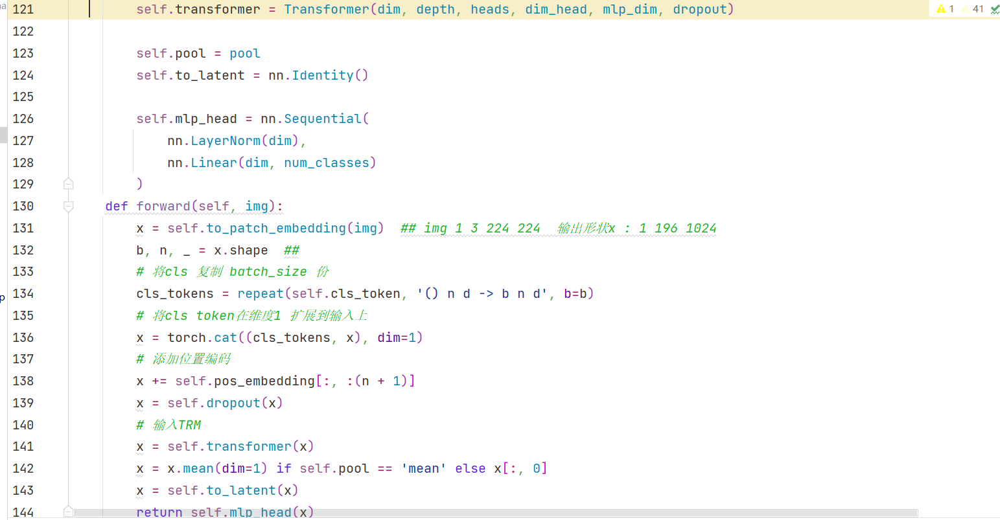 121 self.transformer = Transformer(dim, depth, heads, dim_head, mlp_dim, dropout) 1 41
122
123 self.pool = pool
124 self.to_latent = nn.Identity()
125
126 self.mlp_head = nn.Sequential(
127 nn.LayerNorm(dim),
128 nn.Linear(dim, num_classes)
129 )
130 def forward(self, img):
131 x = self.to_patch_embedding(img)  ## img 1 3 224 224  输出形状x : 1 196 1024
132 b, n, _ = x.shape  ##
133 # 将cls 复制 batch_size 份
134 cls_tokens = repeat(self.cls_token, '() n d -> b n d', b=b)
135 # 将cls token在维度1 扩展到输入上
136 x = torch.cat((cls_tokens, x), dim=1)
137 # 添加位置编码
138 x += self.pos_embedding[:, :(n + 1)]
139 x = self.dropout(x)
140 # 输入TRM
141 x = self.transformer(x)
142 x = x.mean(dim=1) if self.pool == 'mean' else x[:, 0]
143 x = self.to_latent(x)
144 return self.mlp_head(x)